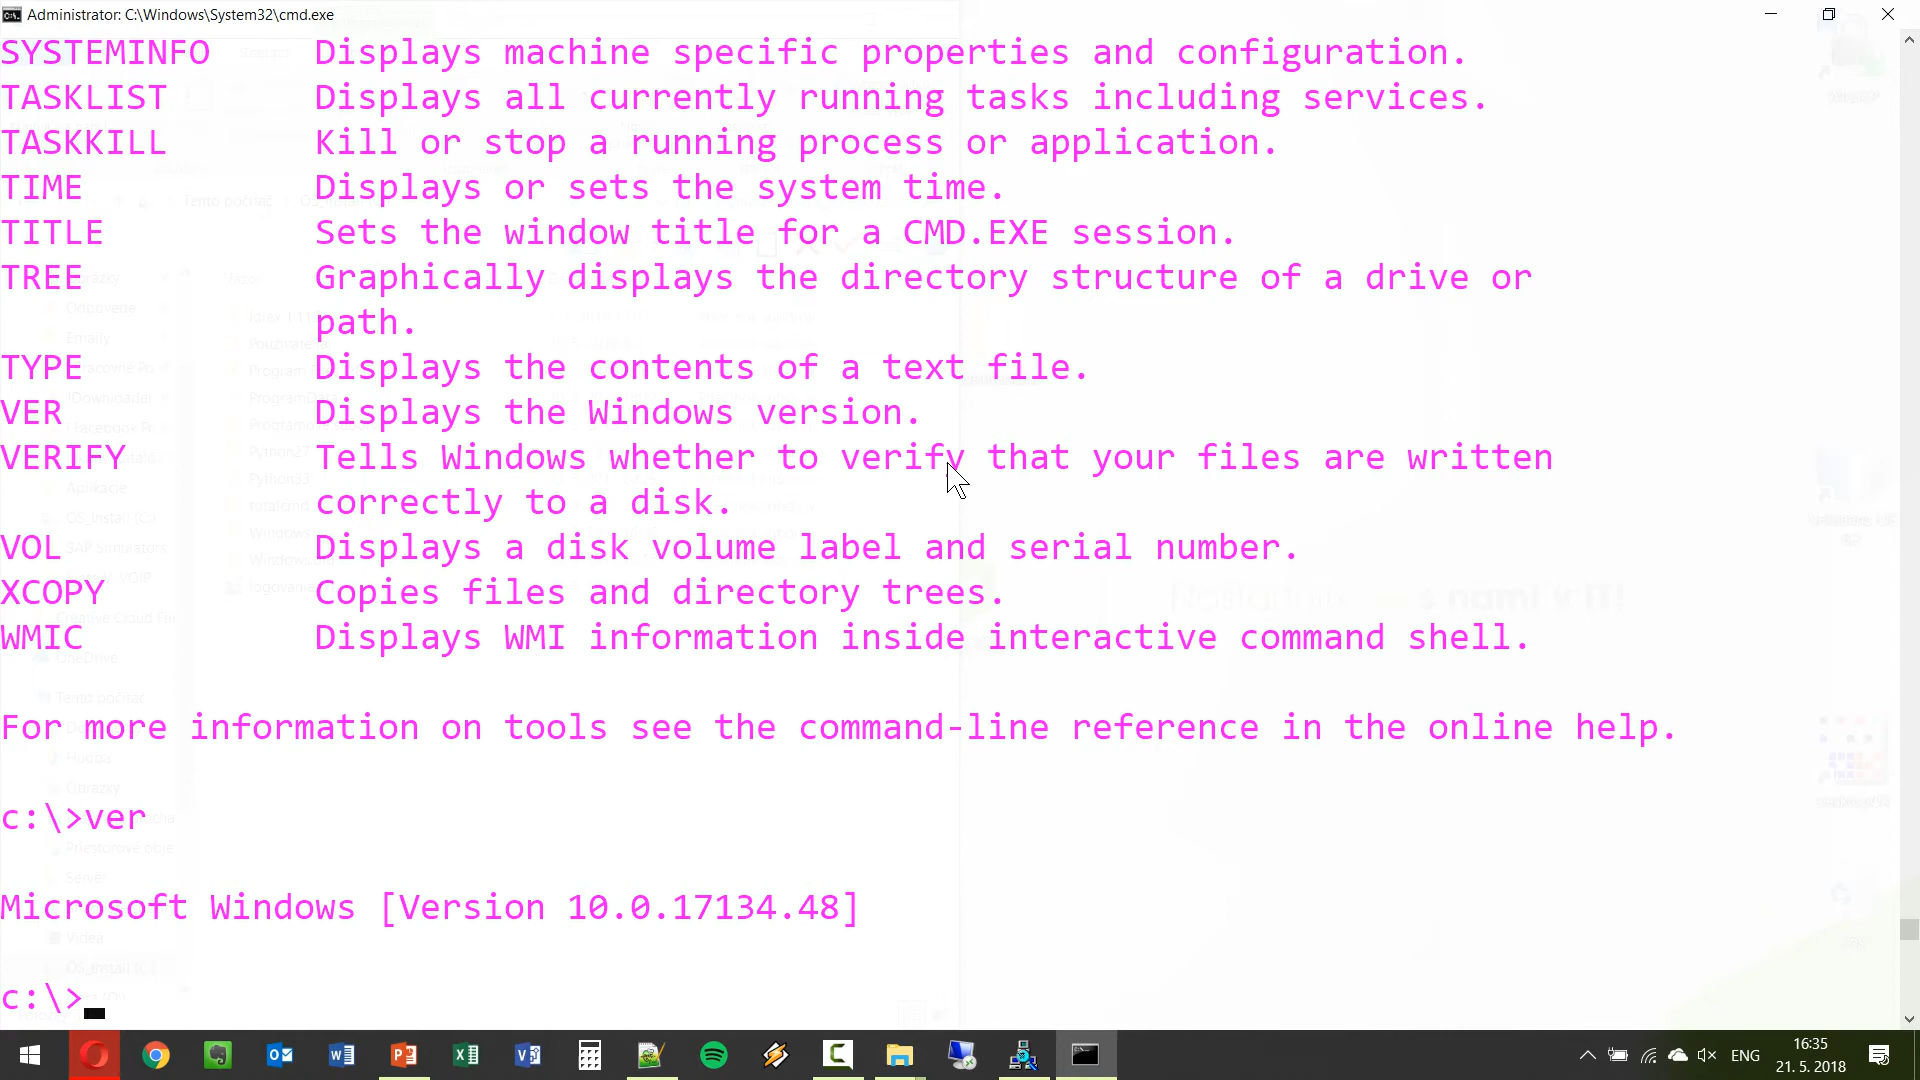 Administrator: C:\Windows\System32\cmd.exe
SYSTEMINFO Displays machine specific properties and configuration.
TASKLIST Displays all currently running tasks including services.
TASKKILL Kill or stop a running process or application.
TIME Displays or sets the system time.
TITLE Sets the window title for a CMD.EXE session.
TREE Graphically displays the directory structure of a drive or
path.
TYPE Displays the contents of a text file.
VER Displays the Windows version.
VERIFY Tells Windows whether to verify that your files are written
correctly to a disk.
VOL Displays a disk volume label and serial number.
XCOPY Copies files and directory trees.
WMIC Displays WMI information inside interactive command shell.
For more information on tools see the command-line reference in the online help.
c:\>ver
Microsoft Windows [Version 10.0.17134.48]
c:\>
ENG
16:35
21. 5. 2018